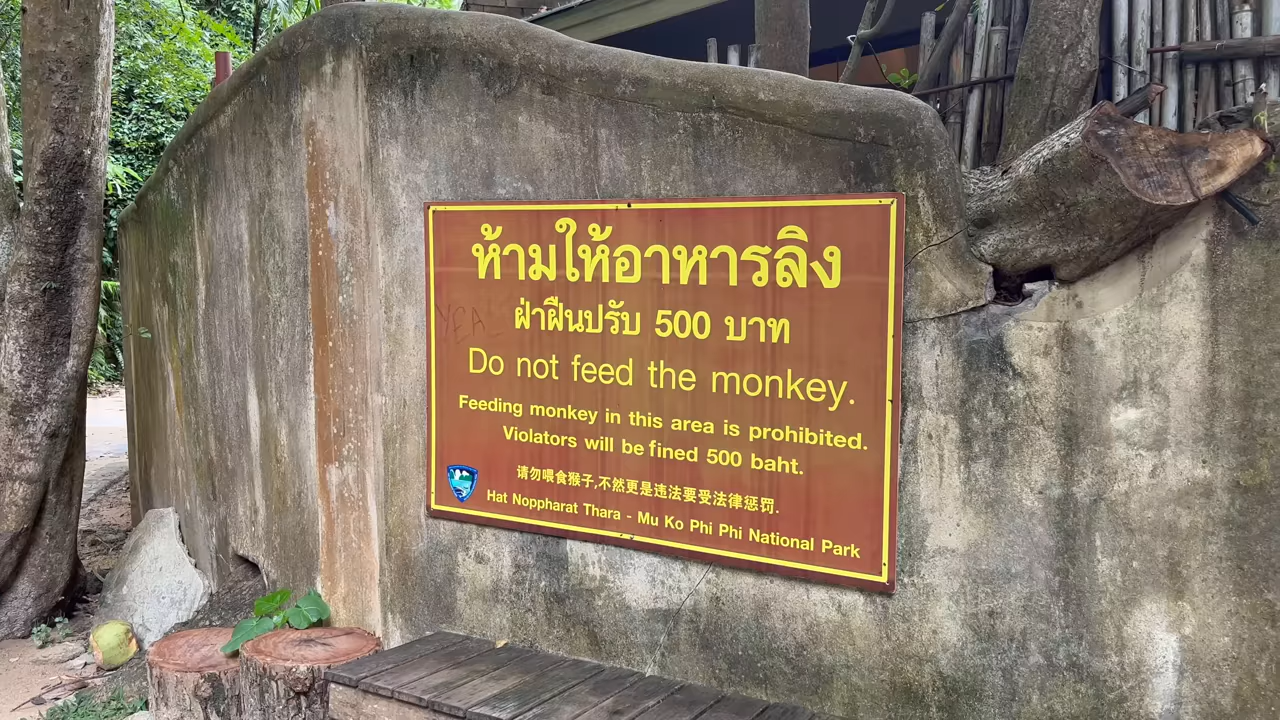 ห้ามให้อาหารลิง
ฝ่าฝืนปรับ 500 บาท
Do not feed the monkey.
Feeding monkey in this area is prohibited.
Violators will be fined 500 baht.
请勿喂食猴子,不然更是违法要受法律惩罚.
Hat Noppharat Thara - Mu Ko Phi Phi National Park